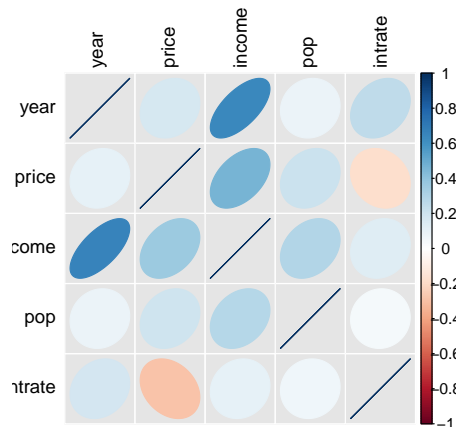 year
price
income
pop
intrate
year
price
come
pop
ntrate
1
0.8
0.6
0.4
0.2
0
−0.2
−0.4
−0.6
−0.8
−1